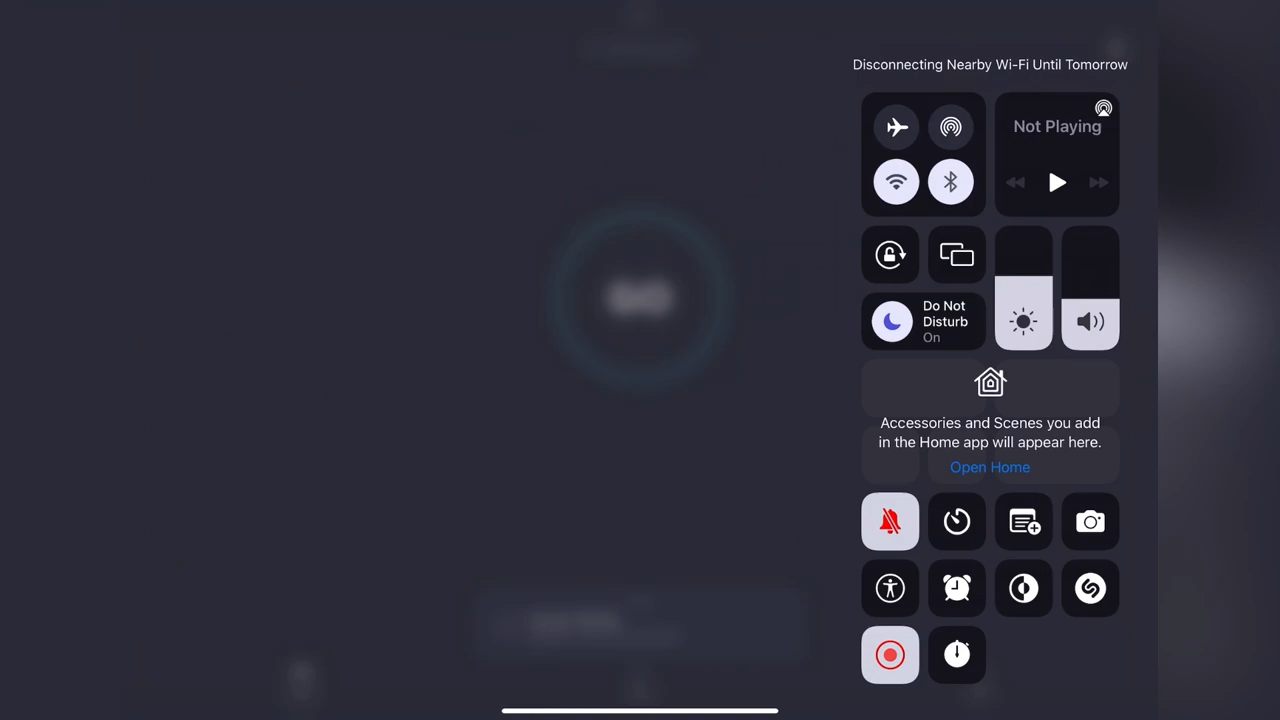 Disconnecting Nearby Wi-Fi Until Tomorrow
Not Playing
Do Not
Disturb
On
Accessories and Scenes you add
in the Home app will appear here.
Open Home